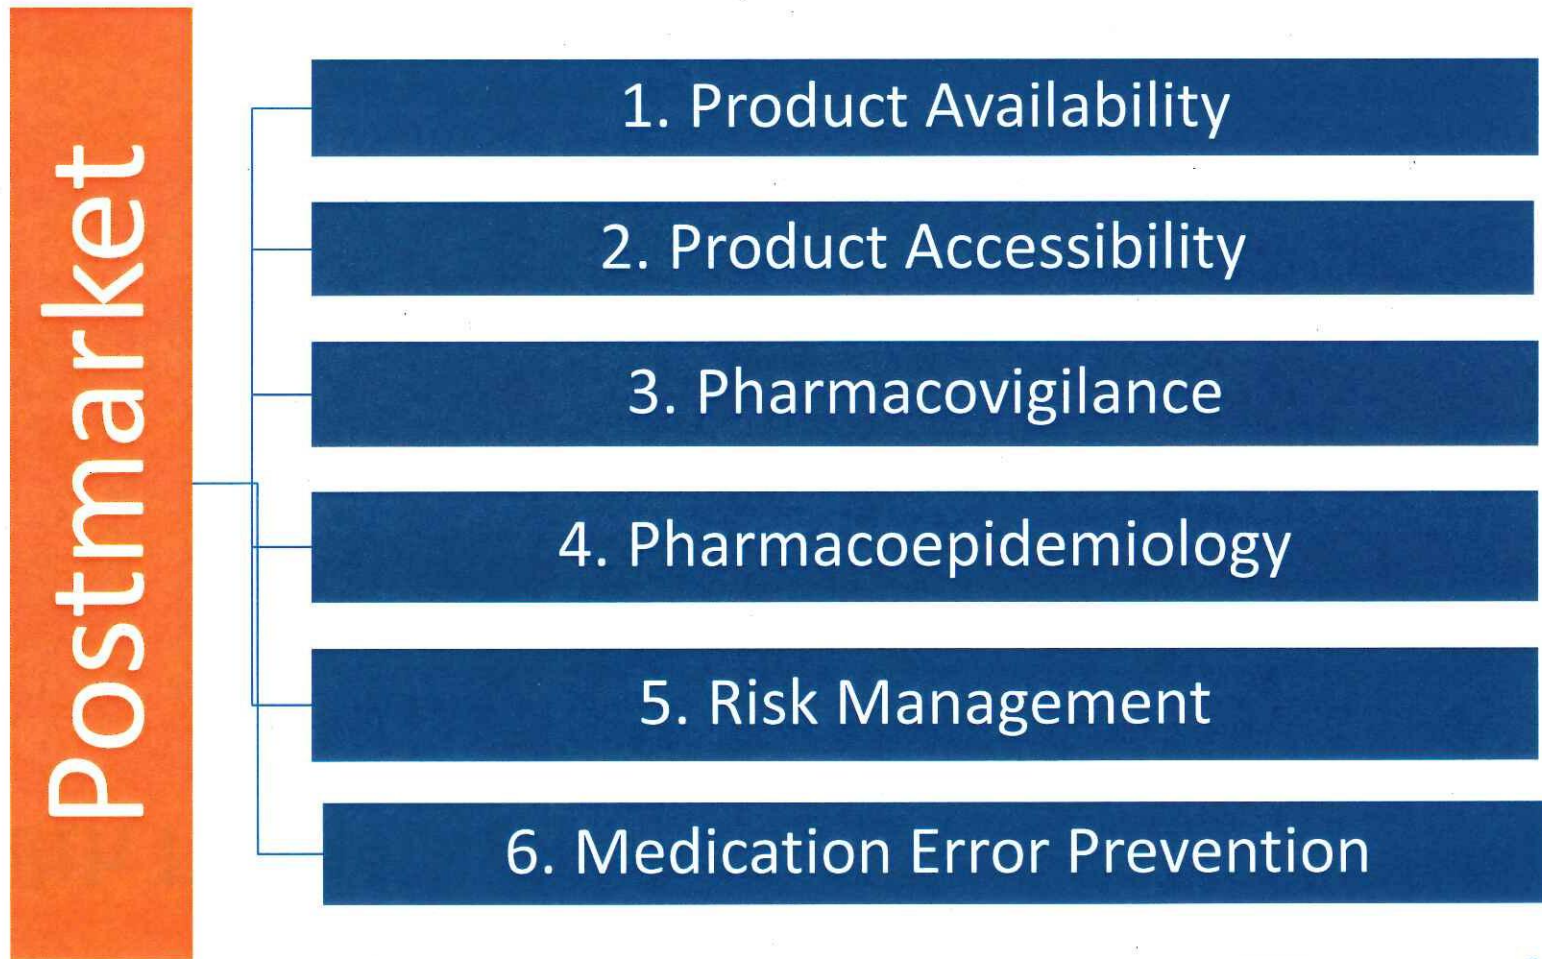 Postmarket
1. Product Availability
2. Product Accessibility
3. Pharmacovigilance
4. Pharmacoepidemiology
5. Risk Management
6. Medication Error Prevention